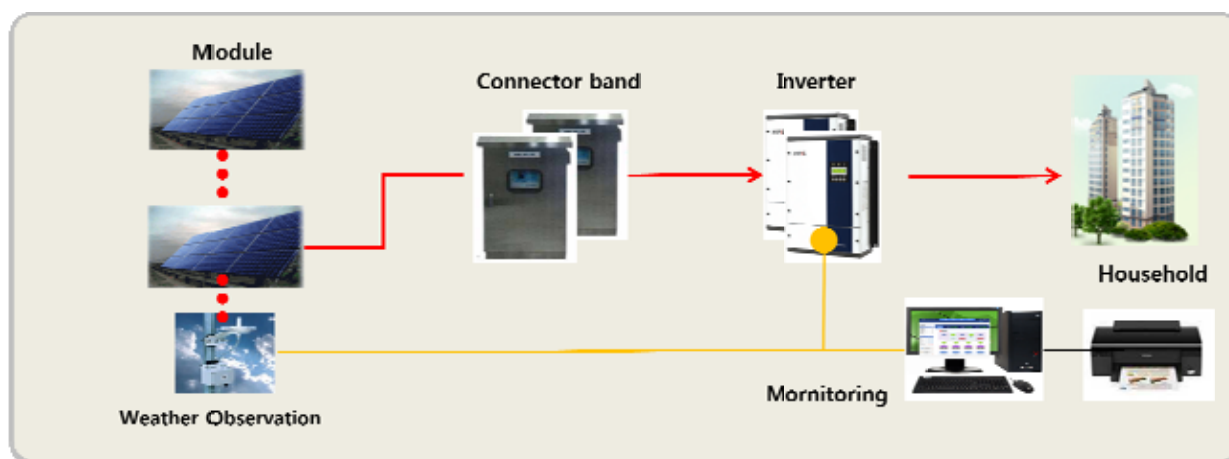 Module
Connector band
Inverter
Household
Mornitoring
Weather Observation